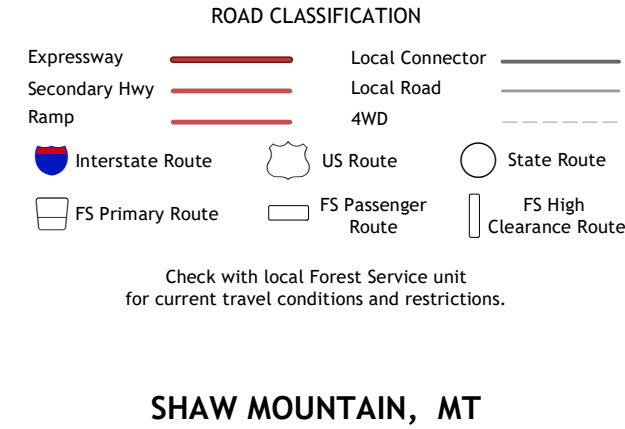 ROAD CLASSIFICATION
Expressway
Local Connector
Secondary Hwy
Local Road
Ramp
4WD
Interstate Route
US Route
State Route
FS Primary Route
FS Passenger
Route
FS High
Clearance Route
Check with local Forest Service unit
for current travel conditions and restrictions.
SHAW MOUNTAIN, MT